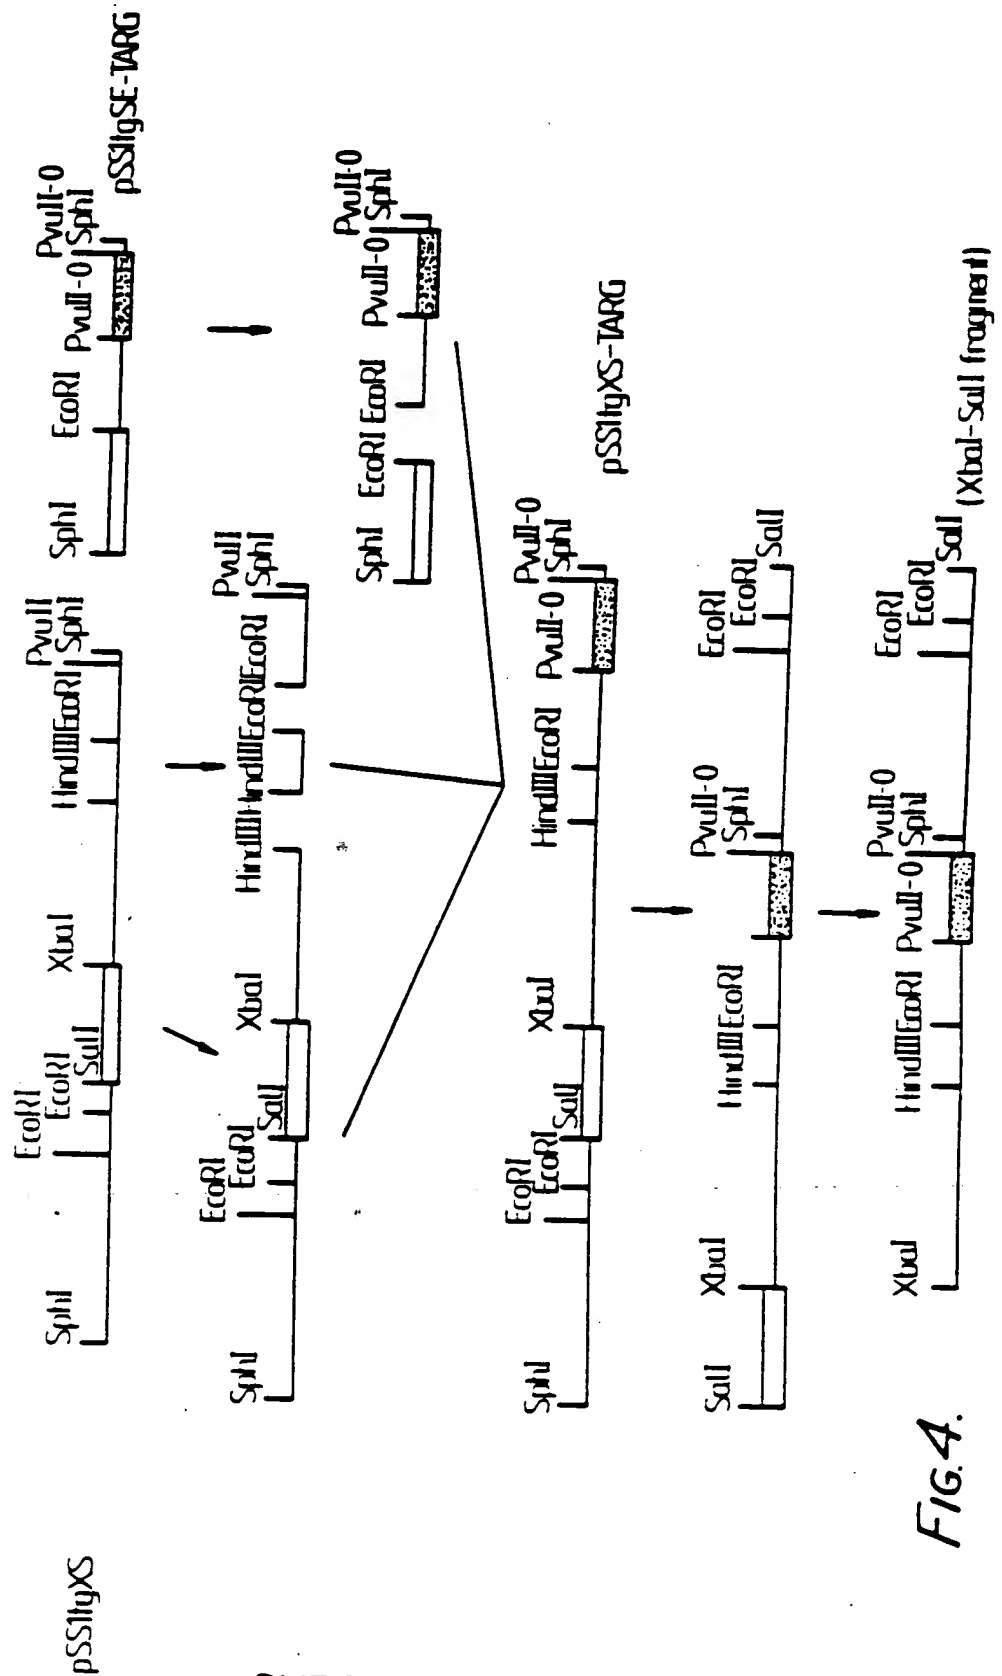 pSS1tgXS
SphI EcoRI EcoRI SalI XbaI HindIII EcoRI PvuII SphI
SphI EcoRI PvuII-0 PvuII-0 SphI
pSS1tgSE-TARG
SphI EcoRI EcoRI SalI XbaI HindIII HindIII EcoRI EcoRI PvuII SphI
SphI EcoRI EcoRI PvuII-0 PvuII-0 SphI
SphI EcoRI EcoRI SalI XbaI HindIII EcoRI PvuII-0 PvuII-0 SphI
pSS1tgXS-TARG
SalI XbaI HindIII EcoRI PvuII-0 SphI EcoRI EcoRI SalI
XbaI HindIII EcoRI PvuII-0 PvuII-0 SphI EcoRI EcoRI SalI
(XbaI-SalI fragment)
FIG. 4.